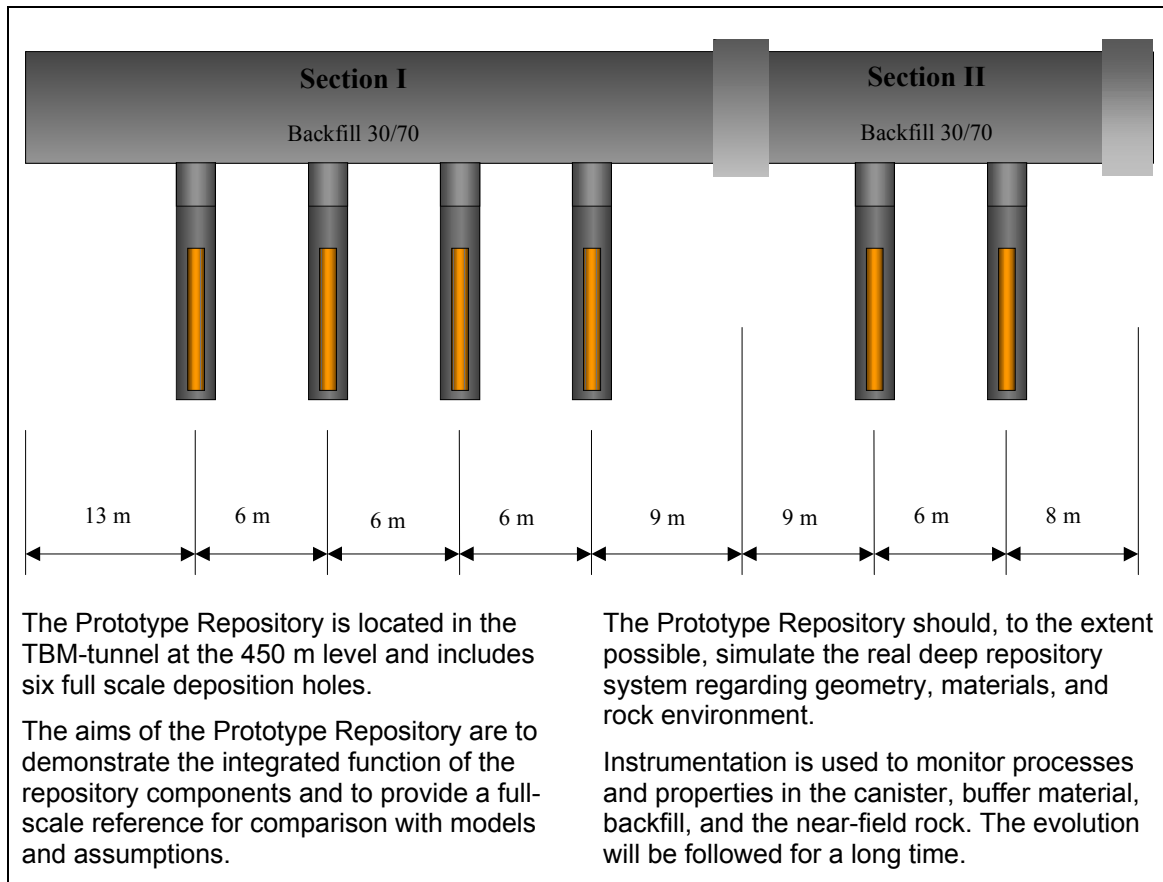 Section I
Section II
Backfill 30/70
Backfill 30/70
13 m
6 m
6 m
6 m
9 m
9 m
6 m
8 m
The Prototype Repository is located in the
TBM-tunnel at the 450 m level and includes
six full scale deposition holes.
The aims of the Prototype Repository are to
demonstrate the integrated function of the
repository components and to provide a full-
scale reference for comparison with models
and assumptions.
The Prototype Repository should, to the extent
possible, simulate the real deep repository
system regarding geometry, materials, and
rock environment.
Instrumentation is used to monitor processes
and properties in the canister, buffer material,
backfill, and the near-field rock. The evolution
will be followed for a long time.